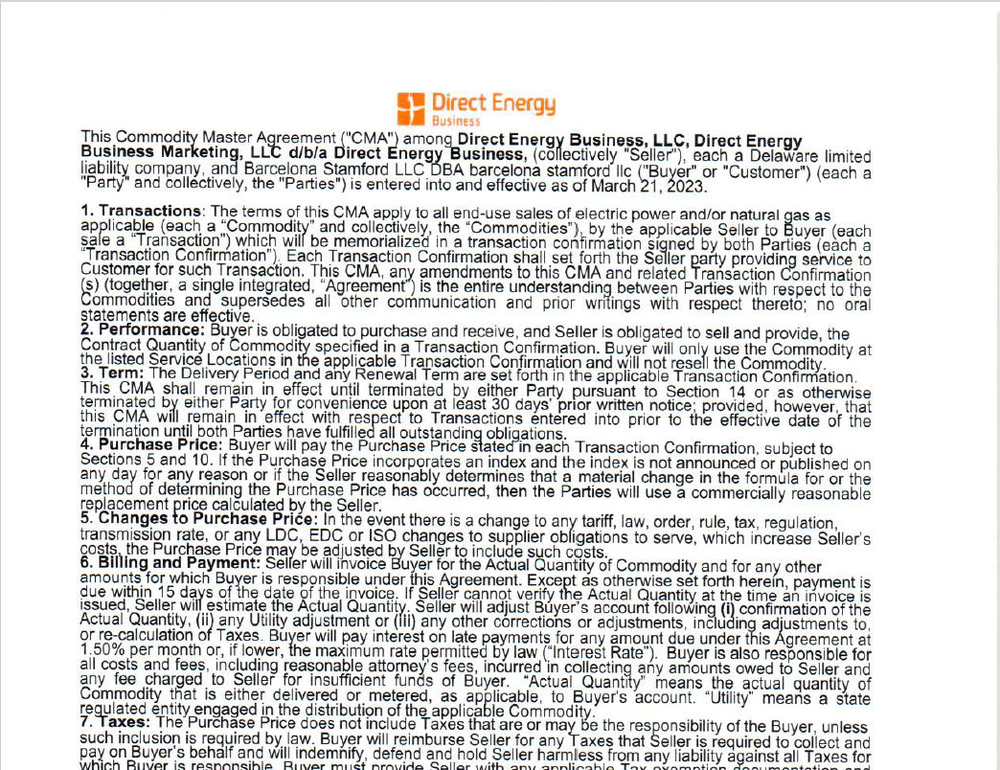 Direct Energy
Business
This Commodity Master Agreement ("CMA") among Direct Energy Business, LLC, Direct Energy
Business Marketing, LLC d/b/a Direct Energy Business, (collectively "Seller"), each a Delaware limited
liability company, and Barcelona Stamford LLC DBA barcelona stamford llc ("Buyer" or "Customer") (each a
"Party" and collectively, the "Parties") is entered into and effective as of March 21, 2023.
1. Transactions: The terms of this CMA apply to all end-use sales of electric power and/or natural gas as
applicable (each a “Commodity” and collectively, the “Commodities”), by the applicable Seller to Buyer (each
sale a “Transaction”) which will be memorialized in a transaction confirmation signed by both Parties (each a
“Transaction Confirmation”). Each Transaction Confirmation shall set forth the Seller party providing service to
Customer for such Transaction. This CMA, any amendments to this CMA and related Transaction Confirmation
(s) (together, a single integrated, “Agreement”) is the entire understanding between Parties with respect to the
Commodities and supersedes all other communication and prior writings with respect thereto; no oral
statements are effective.
2. Performance: Buyer is obligated to purchase and receive, and Seller is obligated to sell and provide, the
Contract Quantity of Commodity specified in a Transaction Confirmation. Buyer will only use the Commodity at
the listed Service Locations in the applicable Transaction Confirmation and will not resell the Commodity.
3. Term: The Delivery Period and any Renewal Term are set forth in the applicable Transaction Confirmation.
This CMA shall remain in effect until terminated by either Party pursuant to Section 14 or as otherwise
terminated by either Party for convenience upon at least 30 days’ prior written notice; provided, however, that
this CMA will remain in effect with respect to Transactions entered into prior to the effective date of the
termination until both Parties have fulfilled all outstanding obligations.
4. Purchase Price: Buyer will pay the Purchase Price stated in each Transaction Confirmation, subject to
Sections 5 and 10. If the Purchase Price incorporates an index and the index is not announced or published on
any day for any reason or if the Seller reasonably determines that a material change in the formula for or the
method of determining the Purchase Price has occurred, then the Parties will use a commercially reasonable
replacement price calculated by the Seller.
5. Changes to Purchase Price: In the event there is a change to any tariff, law, order, rule, tax, regulation,
transmission rate, or any LDC, EDC or ISO changes to supplier obligations to serve, which increase Seller's
costs, the Purchase Price may be adjusted by Seller to include such costs.
6. Billing and Payment: Seller will invoice Buyer for the Actual Quantity of Commodity and for any other
amounts for which Buyer is responsible under this Agreement. Except as otherwise set forth herein, payment is
due within 15 days of the date of the invoice. If Seller cannot verify the Actual Quantity at the time an invoice is
issued, Seller will estimate the Actual Quantity. Seller will adjust Buyer’s account following (i) confirmation of the
Actual Quantity, (ii) any Utility adjustment or (iii) any other corrections or adjustments, including adjustments to,
or re-calculation of Taxes. Buyer will pay interest on late payments for any amount due under this Agreement at
1.50% per month or, if lower, the maximum rate permitted by law (“Interest Rate”). Buyer is also responsible for
all costs and fees, including reasonable attorney’s fees, incurred in collecting any amounts owed to Seller and
any fee charged to Seller for insufficient funds of Buyer. “Actual Quantity” means the actual quantity of
Commodity that is either delivered or metered, as applicable, to Buyer’s account. “Utility” means a state
regulated entity engaged in the distribution of the applicable Commodity.
7. Taxes: The Purchase Price does not include Taxes that are or may be the responsibility of the Buyer, unless
such inclusion is required by law. Buyer will reimburse Seller for any Taxes that Seller is required to collect and
pay on Buyer’s behalf and will indemnify, defend and hold Seller harmless from any liability against all Taxes for
which Buyer is responsible. Buyer must provide Seller with any applicable Tax exemption documentation and